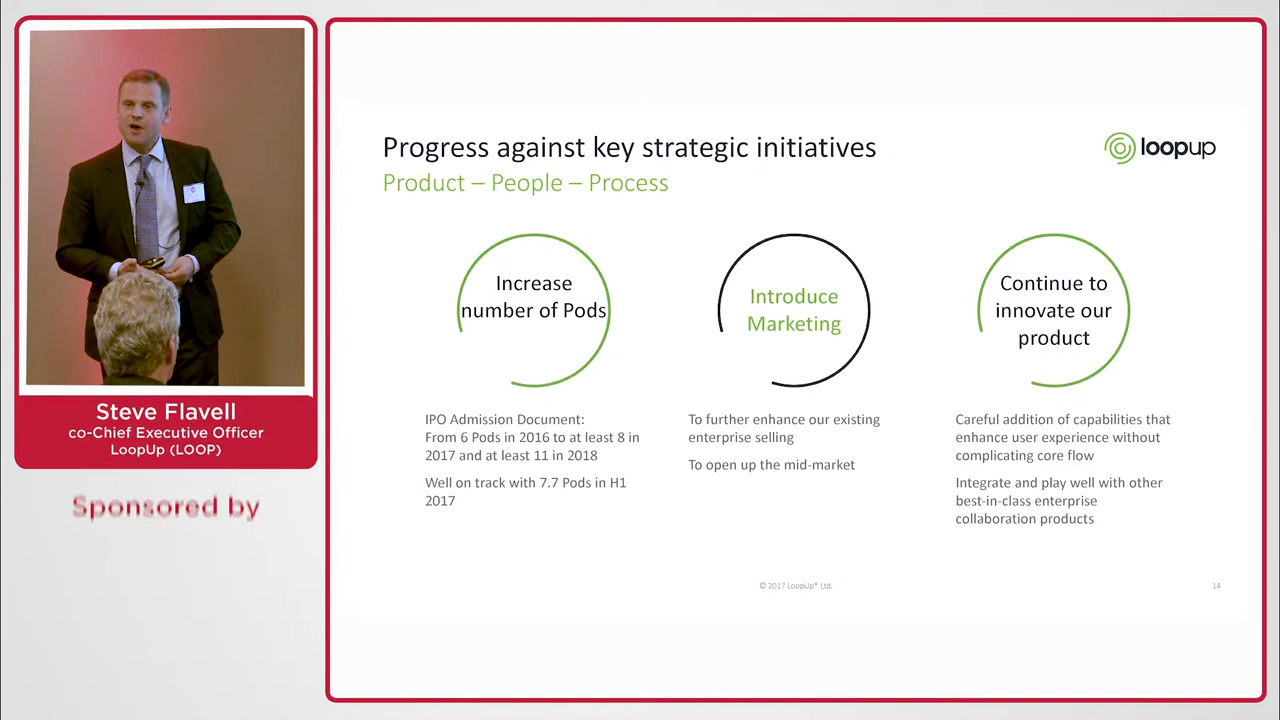 Steve Flavell
co-Chief Executive Officer
LoopUp (LOOP)
Sponsored by
Progress against key strategic initiatives
Product – People – Process
loopup
Increase
number of Pods
IPO Admission Document:
From 6 Pods in 2016 to at least 8 in
2017 and at least 11 in 2018
Well on track with 7.7 Pods in H1
2017
Introduce
Marketing
To further enhance our existing
enterprise selling
To open up the mid-market
Continue to
innovate our
product
Careful addition of capabilities that
enhance user experience without
complicating core flow
Integrate and play well with other
best-in-class enterprise
collaboration products
© 2017 LoopUp® Ltd.
14